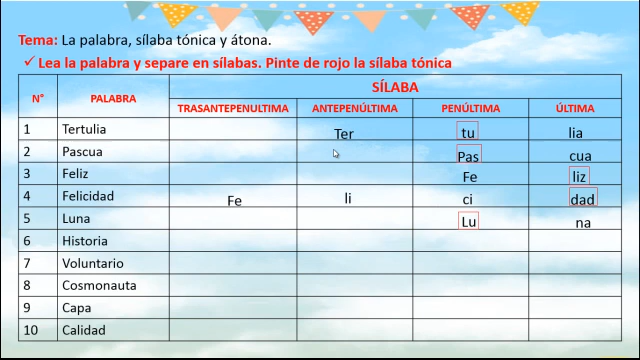 Tema: La palabra, sílaba tónica y átona.
✓ Lea la palabra y separe en sílabas. Pinte de rojo la sílaba tónica
N° PALABRA SÍLABA
TRASANTEPENULTIMA ANTEPENÚLTIMA PENÚLTIMA ÚLTIMA
1 Tertulia Ter tu lia
2 Pascua Pas cua
3 Feliz Fe liz
4 Felicidad Fe li ci dad
5 Luna Lu na
6 Historia
7 Voluntario
8 Cosmonauta
9 Capa
10 Calidad